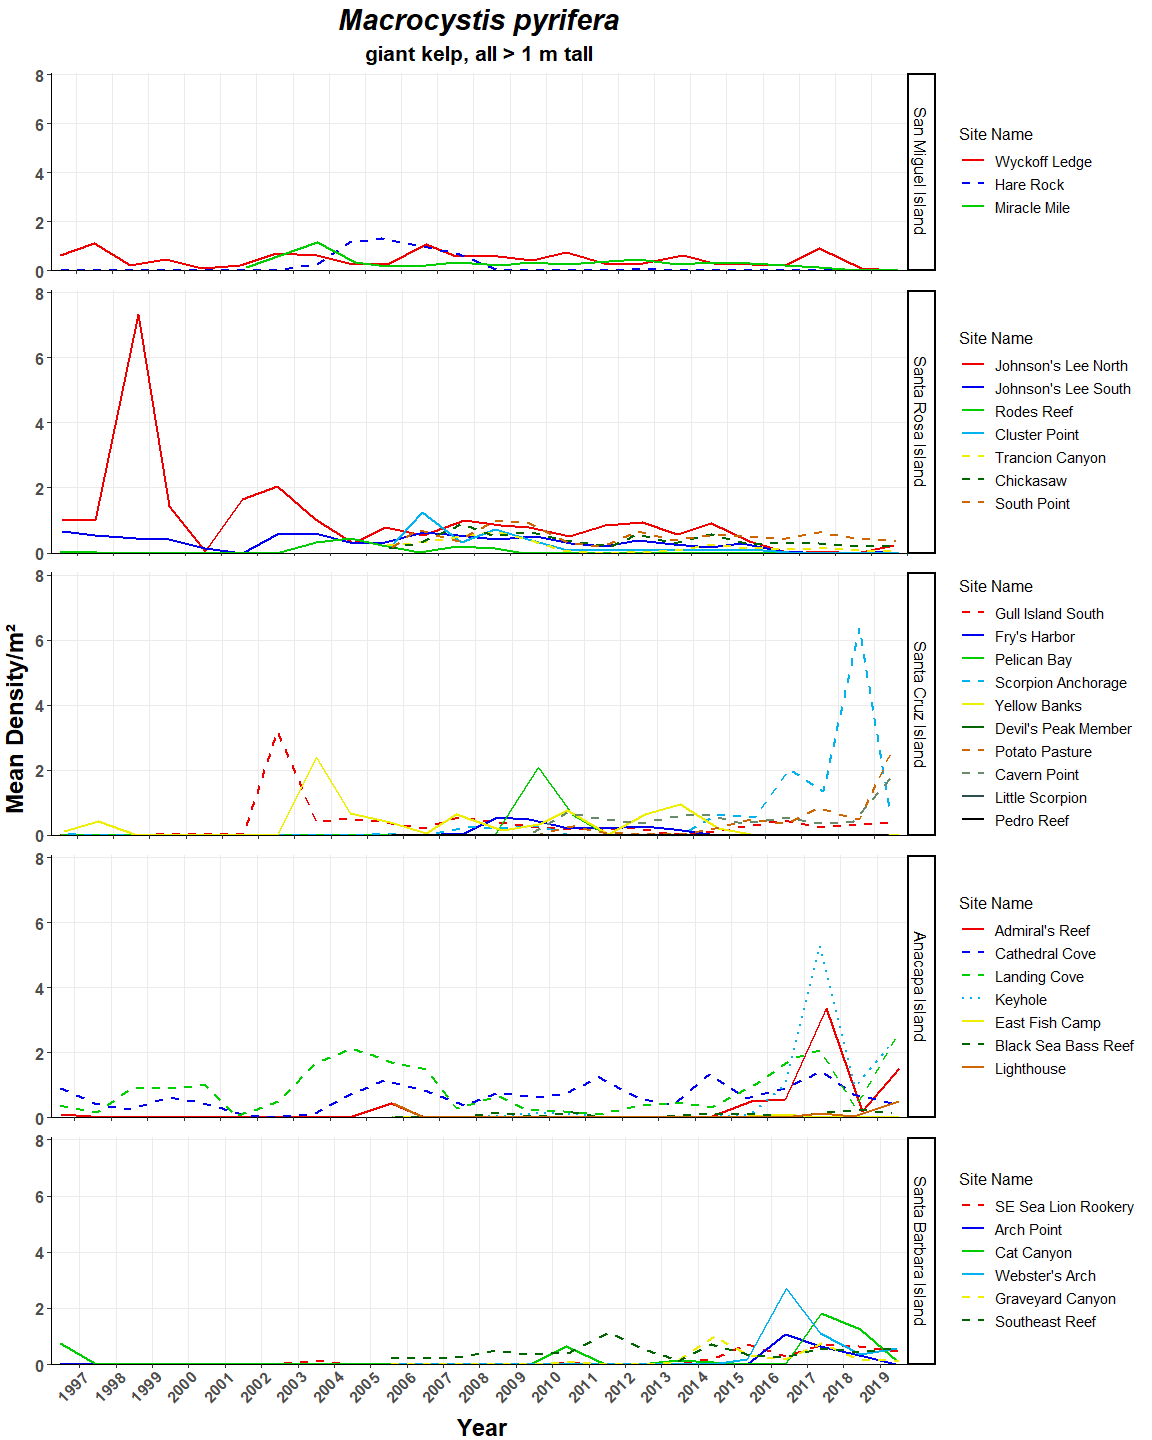 Macrocystis pyrifera
giant kelp, all > 1 m tall
Mean Density/m²
8
6
4
2
0
San Miguel Island
Site Name
Wyckoff Ledge
Hare Rock
Miracle Mile
8
6
4
2
0
Santa Rosa Island
Site Name
Johnson's Lee North
Johnson's Lee South
Rodes Reef
Cluster Point
Trancion Canyon
Chickasaw
South Point
8
6
4
2
0
Santa Cruz Island
Site Name
Gull Island South
Fry's Harbor
Pelican Bay
Scorpion Anchorage
Yellow Banks
Devil's Peak Member
Potato Pasture
Cavern Point
Little Scorpion
Pedro Reef
8
6
4
2
0
Anacapa Island
Site Name
Admiral's Reef
Cathedral Cove
Landing Cove
Keyhole
East Fish Camp
Black Sea Bass Reef
Lighthouse
8
6
4
2
0
Santa Barbara Island
Site Name
SE Sea Lion Rookery
Arch Point
Cat Canyon
Webster's Arch
Graveyard Canyon
Southeast Reef
1997 1998 1999 2000 2001 2002 2003 2004 2005 2006 2007 2008 2009 2010 2011 2012 2013 2014 2015 2016 2017 2018 2019
Year